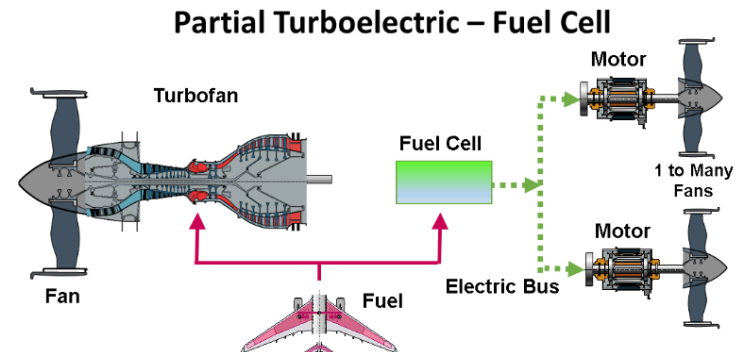 Partial Turboelectric – Fuel Cell
Motor
Turbofan
Fuel Cell
1 to Many
Fans
Motor
Electric Bus
Fan
Fuel